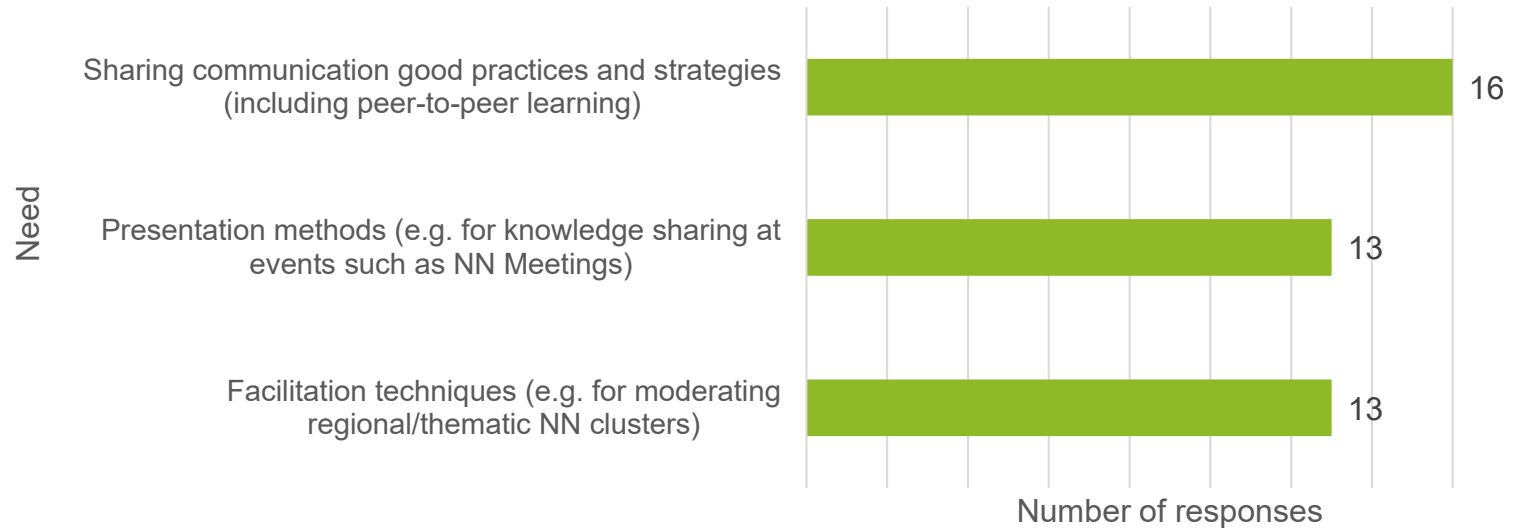 Sharing communication good practices and strategies
(including peer-to-peer learning)
16
Need
Presentation methods (e.g. for knowledge sharing at
events such as NN Meetings)
13
Facilitation techniques (e.g. for moderating
regional/thematic NN clusters)
13
Number of responses